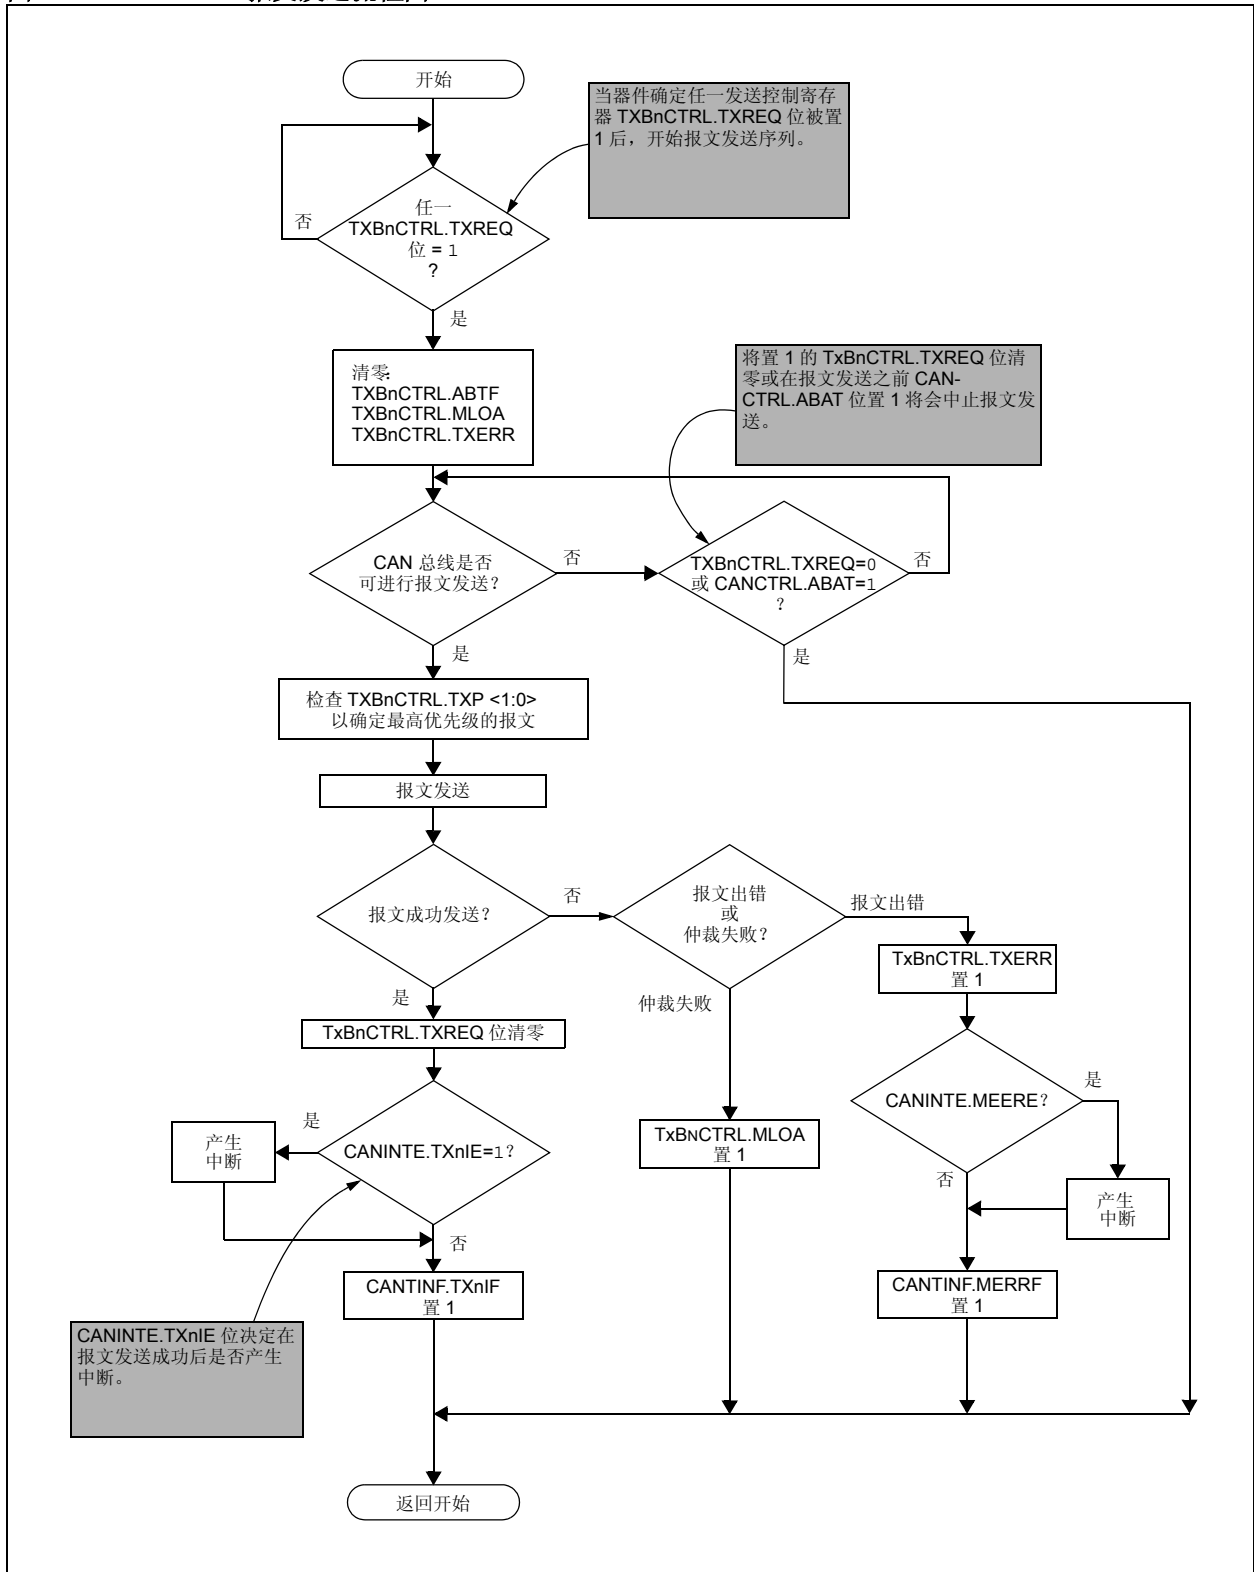 开始
当器件确定任一发送控制寄存
器 TXBnCTRL.TXREQ 位被置
1 后，开始报文发送序列。
否
任一
TXBnCTRL.TXREQ
位 = 1
?
是
清零:
TXBnCTRL.ABTF
TXBnCTRL.MLOA
TXBnCTRL.TXERR
将置 1 的 TxBnCTRL.TXREQ 位清
零或在报文发送之前 CAN-
CTRL.ABAT 位置 1 将会中止报文发
送。
CAN 总线是否
可进行报文发送？
否
TXBnCTRL.TXREQ=0
或 CANCTRL.ABAT=1
?
否
是
是
检查 TXBnCTRL.TXP <1:0>
以确定最高优先级的报文
报文发送
报文成功发送？
否
报文出错
或
仲裁失败？
报文出错
TxBnCTRL.TXERR
置 1
是
仲裁失败
TxBnCTRL.TXREQ 位清零
CANINTE.MEERE？
是
是
CANINTE.TXnIE=1？
产生
中断
TxBNCTRL.MLOA
置 1
否
产生
中断
否
CANTINF.TXnIF
置 1
CANTINF.MERRF
置 1
CANINTE.TXnIE 位决定在
报文发送成功后是否产生
中断。
返回开始